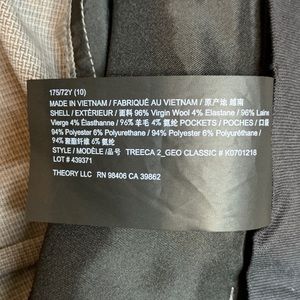 175/72Y (10)
MADE IN VIETNAM / FABRIQUÉ AU VIETNAM / 原产地 越南
SHELL / EXTÉRIEUR / 面料 96% Virgin Wool 4% Elastane / 96% Laine
Vierge 4% Élasthanne / 96% 羊毛 4% 氨纶 POCKETS / POCHES / 口袋
94% Polyester 6% Polyurethane / 94% Polyester 6% Polyuréthane /
94% 聚酯纤维 6% 氨纶
STYLE / MODÈLE / 品号 TREECA 2_GEO CLASSIC # K0701218
LOT # 439371
THEORY LLC RN 98406 CA 39862